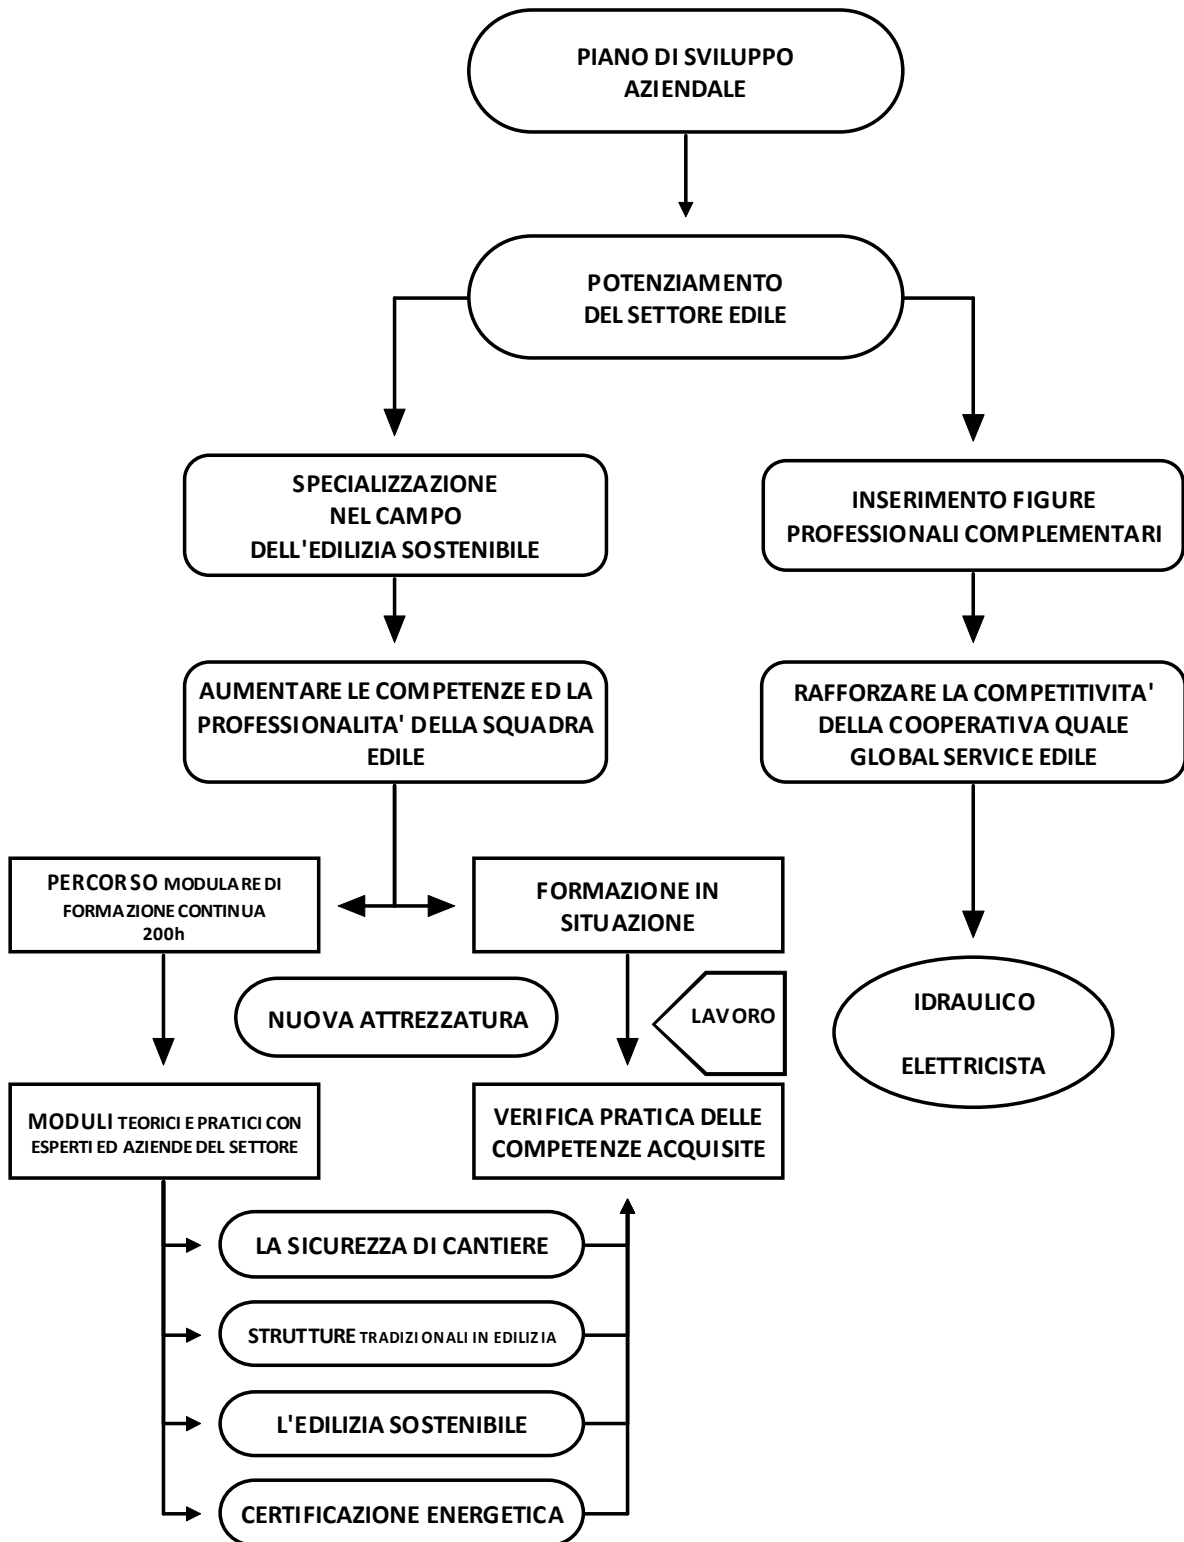 PIANO DI SVILUPPO
AZIENDALE
POTENZIAMENTO
DEL SETTORE EDILE
SPECIALIZZAZIONE
NEL CAMPO
DELL'EDILIZIA SOSTENIBILE
INSERIMENTO FIGURE
PROFESSIONALI COMPLEMENTARI
AUMENTARE LE COMPETENZE ED LA
PROFESSIONALITA' DELLA SQUADRA
EDILE
RAFFORZARE LA COMPETITIVITA'
DELLA COOPERATIVA QUALE
GLOBAL SERVICE EDILE
PERCORSO MODULARE DI
FORMAZIONE CONTINUA
200h
FORMAZIONE IN
SITUAZIONE
NUOVA ATTREZZATURA
LAVORO
IDRAULICO
ELETTRICISTA
MODULI TEORICI E PRATICI CON
ESPERTI ED AZIENDE DEL SETTORE
VERIFICA PRATICA DELLE
COMPETENZE ACQUISITE
LA SICUREZZA DI CANTIERE
STRUTTURE TRADIZIONALI IN EDILIZIA
L'EDILIZIA SOSTENIBILE
CERTIFICAZIONE ENERGETICA